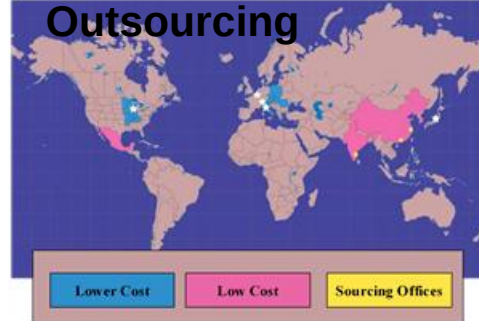 Outsourcing
Lower Cost
Low Cost
Sourcing Offices